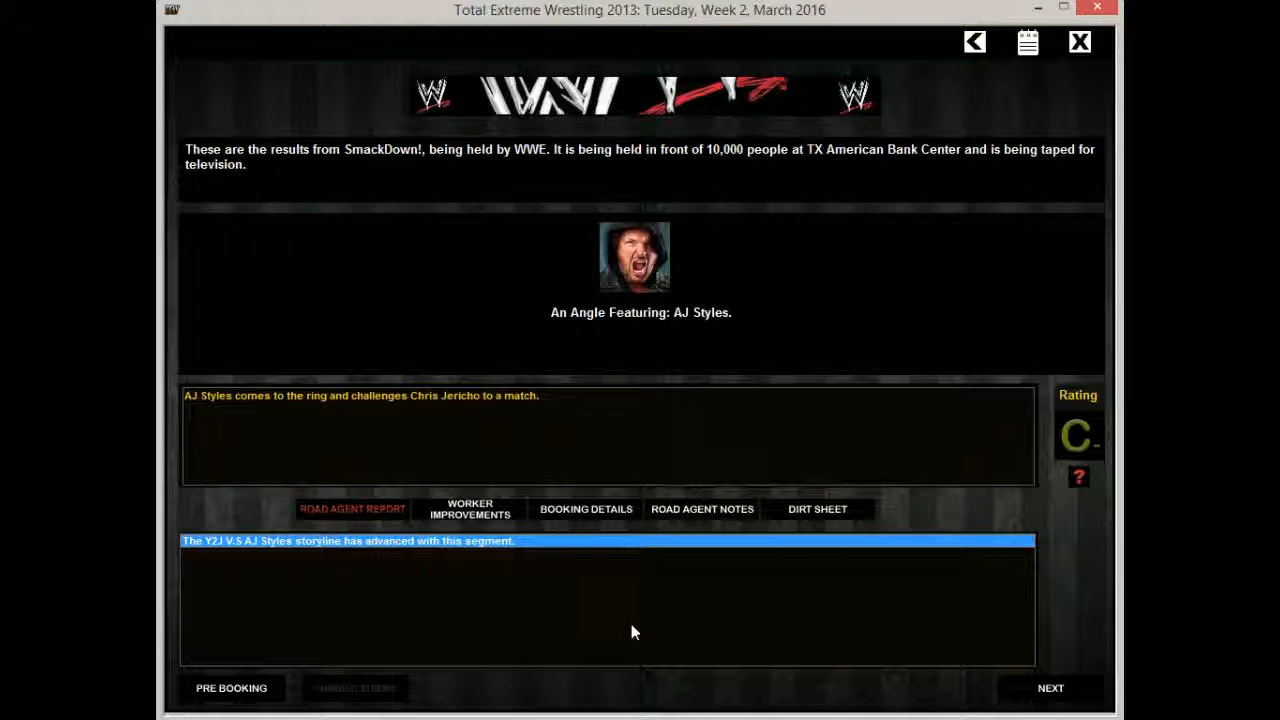 Total Extreme Wrestling 2013: Tuesday, Week 2, March 2016
These are the results from SmackDown!, being held by WWE. It is being held in front of 10,000 people at TX American Bank Center and is being taped for
television.
An Angle Featuring: AJ Styles.
AJ Styles comes to the ring and challenges Chris Jericho to a match.
Rating
C-
?
ROAD AGENT REPORT
WORKER
IMPROVEMENTS
BOOKING DETAILS
ROAD AGENT NOTES
DIRT SHEET
The Y2J V.S AJ Styles storyline has advanced with this segment.
PRE BOOKING
NEXT